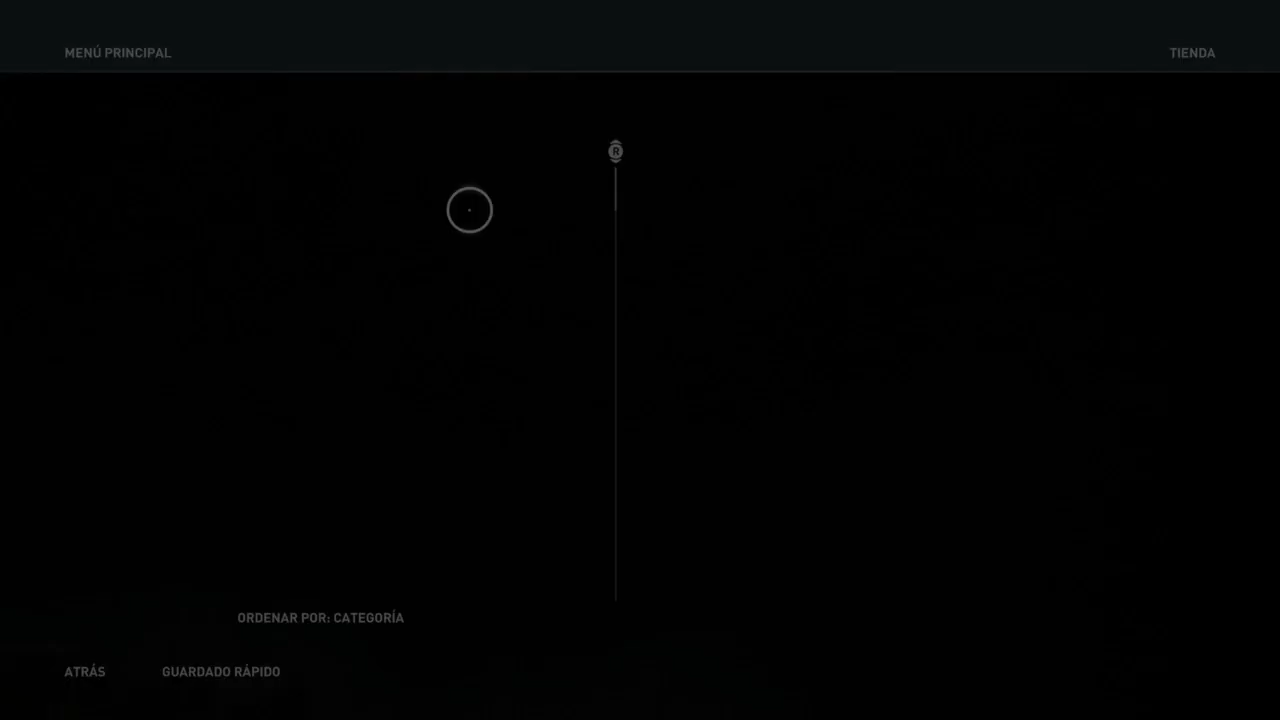 MENÚ PRINCIPAL
TIENDA
R
ORDENAR POR: CATEGORÍA
ATRÁS
GUARDADO RÁPIDO